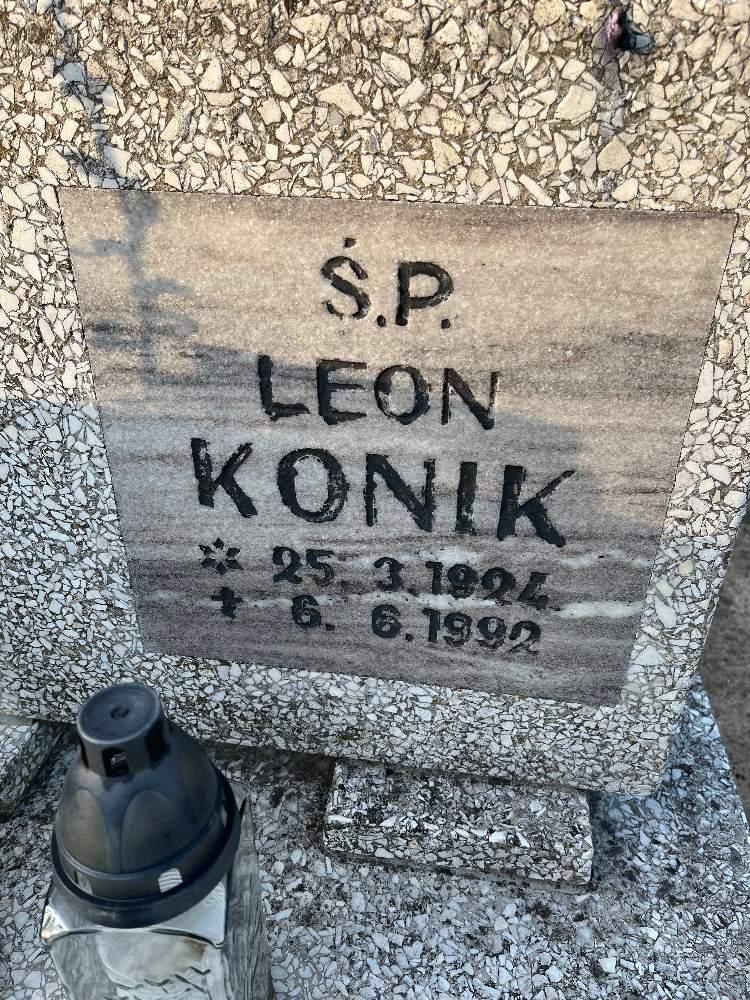 Ś.P.
LEON
KONIK
* 25. 3.1924
✝ 6. 6.1992